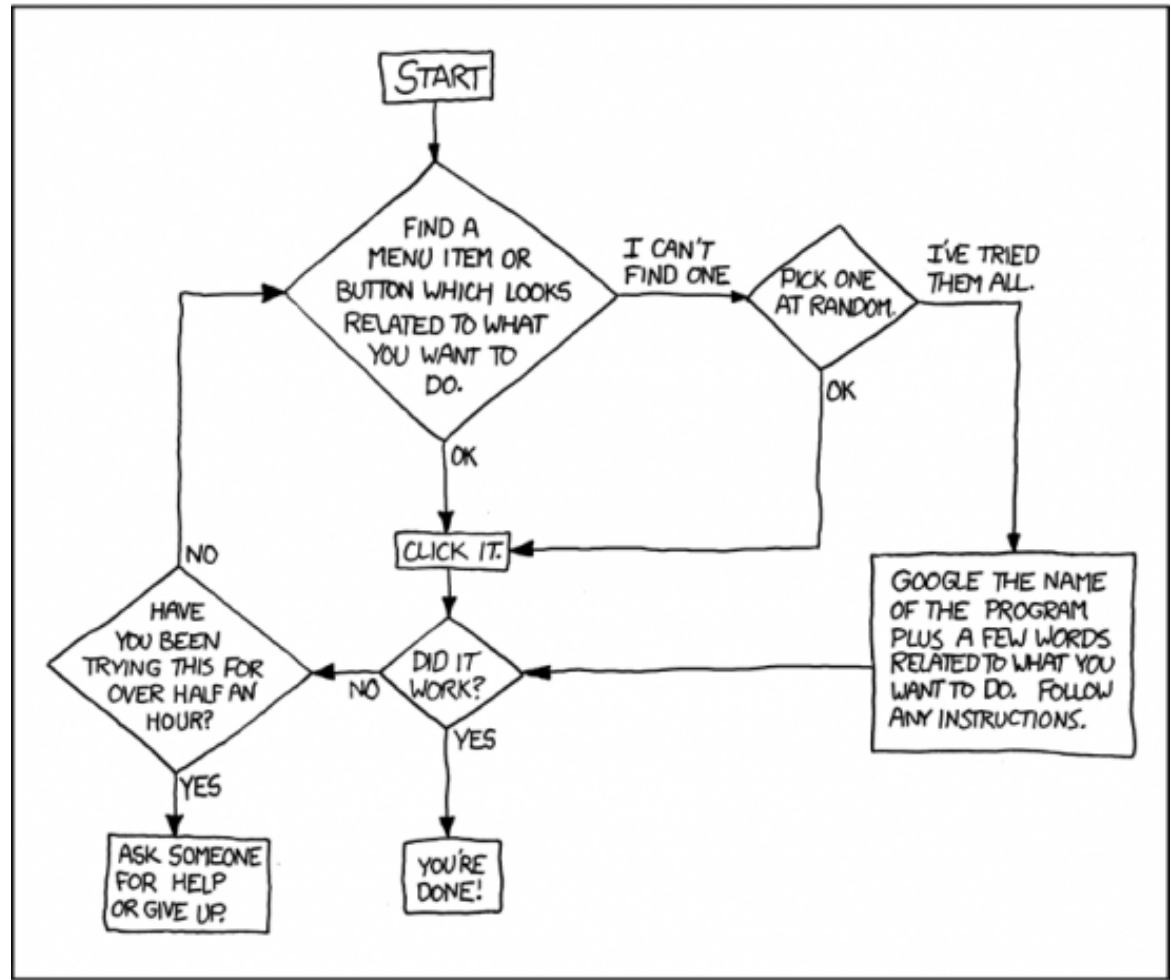 START
FIND A
MENU ITEM OR
BUTTON WHICH LOOKS
RELATED TO WHAT
YOU WANT TO
DO.
I CAN'T
FIND ONE
PICK ONE
AT RANDOM.
I'VE TRIED
THEM ALL.
OK
OK
CLICK IT.
NO
HAVE
YOU BEEN
TRYING THIS FOR
OVER HALF AN
HOUR?
NO
DID IT
WORK?
GOOGLE THE NAME
OF THE PROGRAM
PLUS A FEW WORDS
RELATED TO WHAT YOU
WANT TO DO. FOLLOW
ANY INSTRUCTIONS.
YES
YES
ASK SOMEONE
FOR HELP
OR GIVE UP.
YOU'RE
DONE!